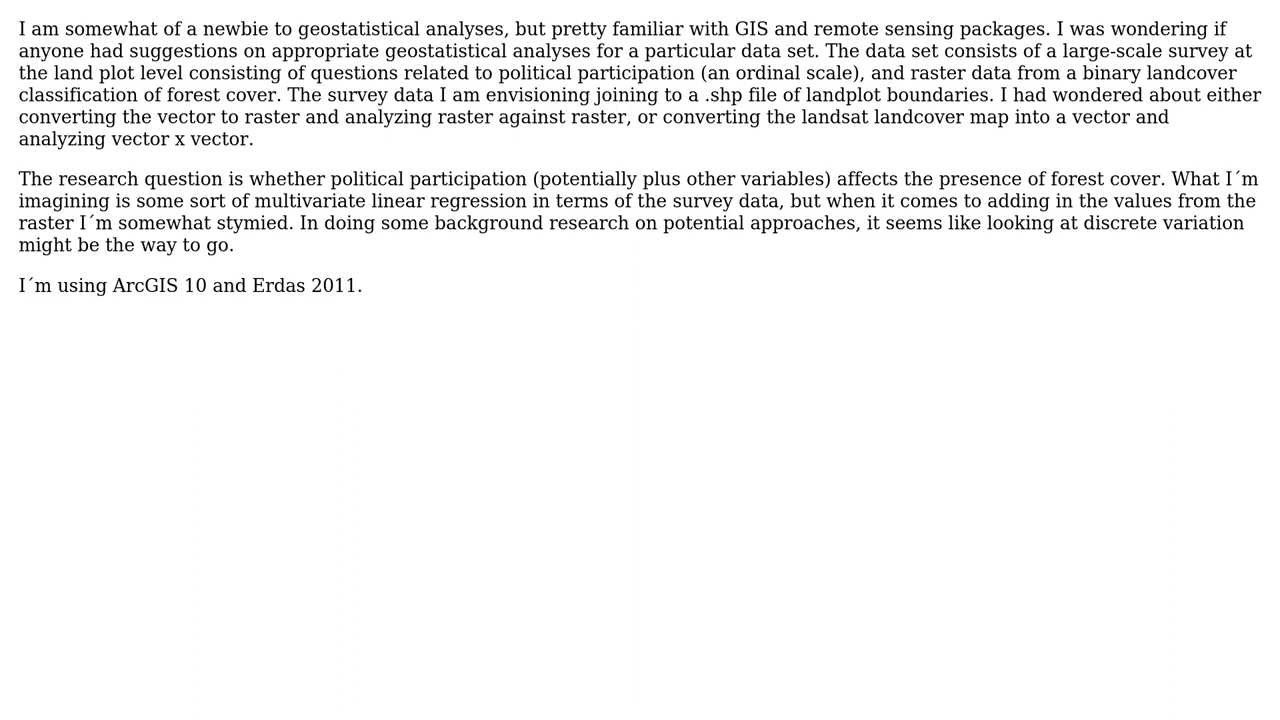 I am somewhat of a newbie to geostatistical analyses, but pretty familiar with GIS and remote sensing packages. I was wondering if
anyone had suggestions on appropriate geostatistical analyses for a particular data set. The data set consists of a large-scale survey at
the land plot level consisting of questions related to political participation (an ordinal scale), and raster data from a binary landcover
classification of forest cover. The survey data I am envisioning joining to a .shp file of landplot boundaries. I had wondered about either
converting the vector to raster and analyzing raster against raster, or converting the landsat landcover map into a vector and
analyzing vector x vector.
The research question is whether political participation (potentially plus other variables) affects the presence of forest cover. What I´m
imagining is some sort of multivariate linear regression in terms of the survey data, but when it comes to adding in the values from the
raster I´m somewhat stymied. In doing some background research on potential approaches, it seems like looking at discrete variation
might be the way to go.
I´m using ArcGIS 10 and Erdas 2011.